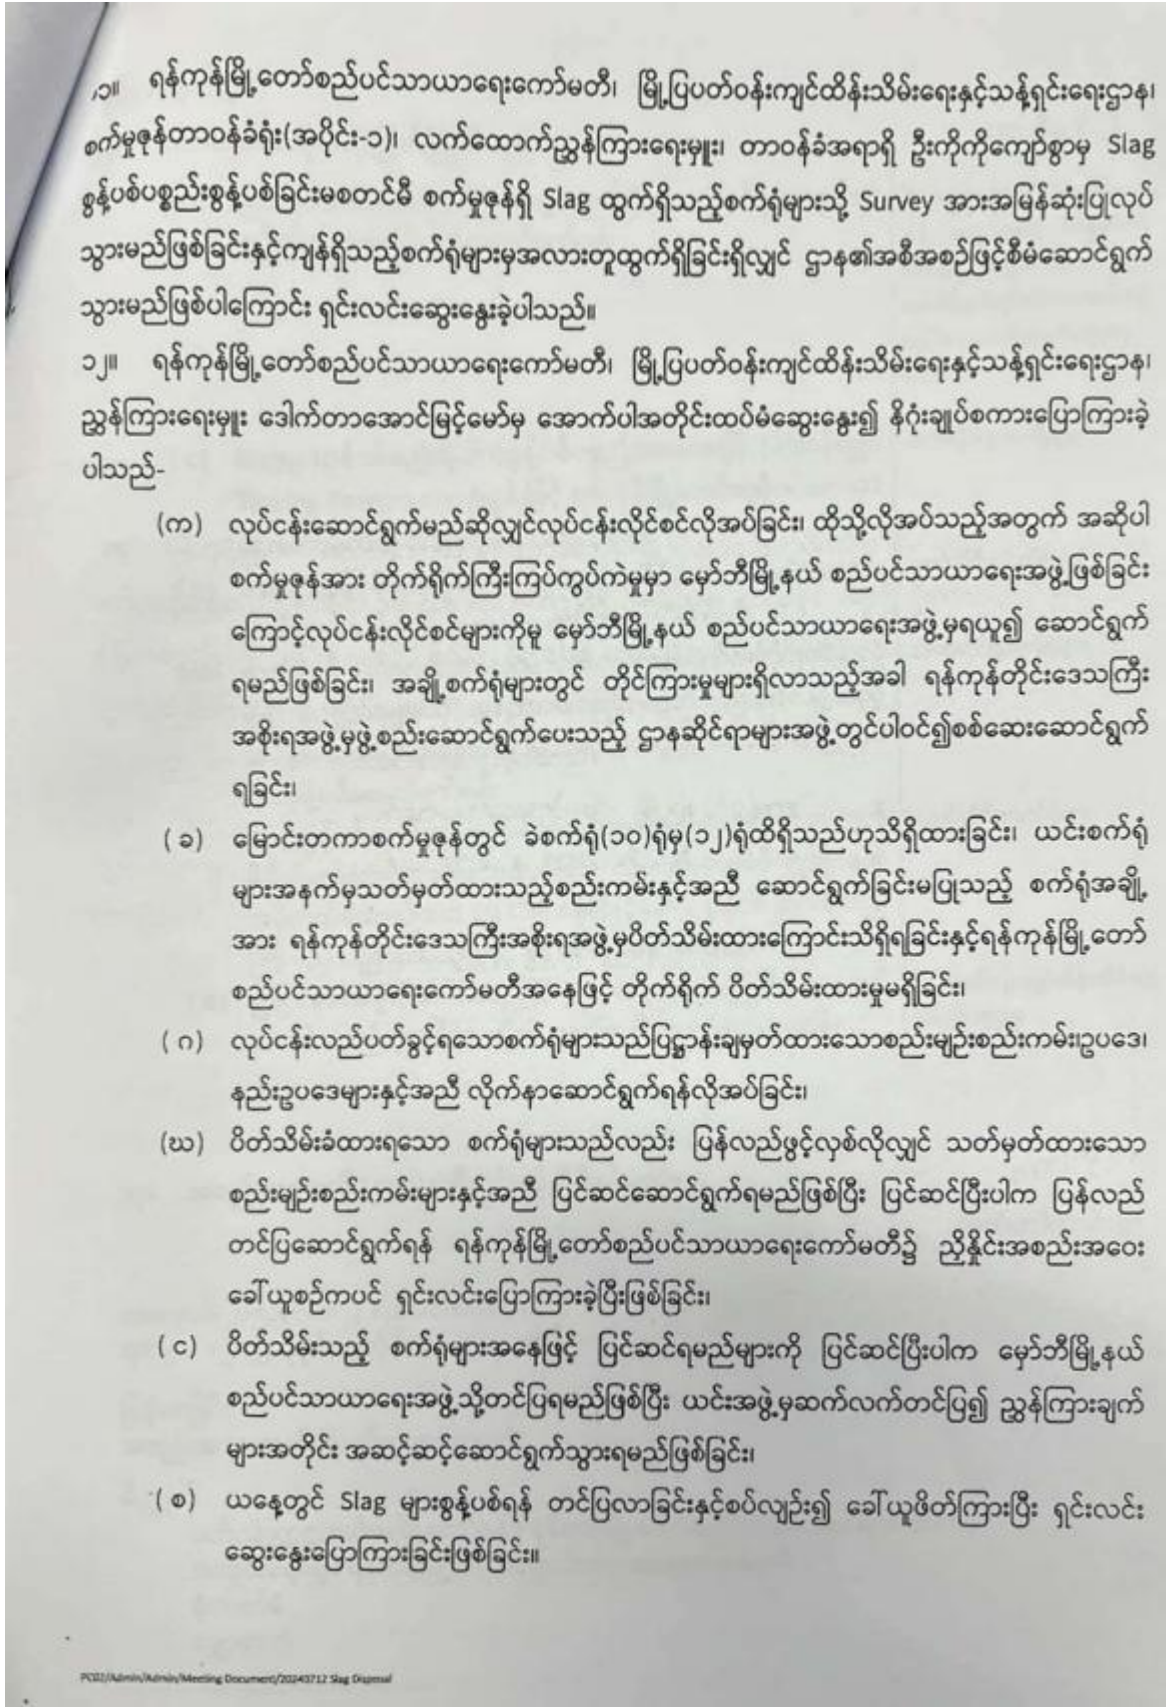 ၁။ ရန်ကုန်မြို့တော်စည်ပင်သာယာရေးကော်မတီ၊ မြို့ပြပတ်ဝန်းကျင်ထိန်းသိမ်းရေးနှင့်သန့်ရှင်းရေးဌာန၊
စက်မှုဇုန်တာဝန်ခံရုံး(အပိုင်း-၁)၊ လက်ထောက်ညွှန်ကြားရေးမှူး၊ တာဝန်ခံအရာရှိ ဦးကိုကိုကျော်စွာမှ Slag
စွန့်ပစ်ပစ္စည်းစွန့်ပစ်ခြင်းမစတင်မီ စက်မှုဇုန်ရှိ Slag ထွက်ရှိသည့်စက်ရုံများသို့ Survey အားအမြန်ဆုံးပြုလုပ်
သွားမည်ဖြစ်ခြင်းနှင့်ကျန်ရှိသည့်စက်ရုံများမှအလားတူထွက်ရှိခြင်းရှိလျှင် ဌာန၏အစီအစဉ်ဖြင့်စီမံဆောင်ရွက်
သွားမည်ဖြစ်ပါကြောင်း ရှင်းလင်းဆွေးနွေးခဲ့ပါသည်။
၁၂။ ရန်ကုန်မြို့တော်စည်ပင်သာယာရေးကော်မတီ၊ မြို့ပြပတ်ဝန်းကျင်ထိန်းသိမ်းရေးနှင့်သန့်ရှင်းရေးဌာန၊
ညွှန်ကြားရေးမှူး ဒေါက်တာအောင်မြင့်မော်မှ အောက်ပါအတိုင်းထပ်မံဆွေးနွေး၍ နိဂုံးချုပ်စကားပြောကြားခဲ့
ပါသည်-
(က) လုပ်ငန်းဆောင်ရွက်မည်ဆိုလျှင်လုပ်ငန်းလိုင်စင်လိုအပ်ခြင်း၊ ထိုသို့လိုအပ်သည့်အတွက် အဆိုပါ
စက်မှုဇုန်အား တိုက်ရိုက်ကြီးကြပ်ကွပ်ကဲမှုမှာ မှော်ဘီမြို့နယ် စည်ပင်သာယာရေးအဖွဲ့ဖြစ်ခြင်း
ကြောင့်လုပ်ငန်းလိုင်စင်များကိုမူ မှော်ဘီမြို့နယ် စည်ပင်သာယာရေးအဖွဲ့မှရယူ၍ ဆောင်ရွက်
ရမည်ဖြစ်ခြင်း၊ အချို့စက်ရုံများတွင် တိုင်ကြားမှုများရှိလာသည့်အခါ ရန်ကုန်တိုင်းဒေသကြီး
အစိုးရအဖွဲ့မှဖွဲ့စည်းဆောင်ရွက်ပေးသည့် ဌာနဆိုင်ရာများအဖွဲ့တွင်ပါဝင်၍စစ်ဆေးဆောင်ရွက်
ရခြင်း၊
(ခ) မြောင်းတကာစက်မှုဇုန်တွင် ခဲစက်ရုံ(၁၀)ရုံမှ(၁၂)ရုံထိရှိသည်ဟုသိရှိထားခြင်း၊ ယင်းစက်ရုံ
များအနက်မှသတ်မှတ်ထားသည့်စည်းကမ်းနှင့်အညီ ဆောင်ရွက်ခြင်းမပြုသည့် စက်ရုံအချို့
အား ရန်ကုန်တိုင်းဒေသကြီးအစိုးရအဖွဲ့မှပိတ်သိမ်းထားကြောင်းသိရှိရခြင်းနှင့်ရန်ကုန်မြို့တော်
စည်ပင်သာယာရေးကော်မတီအနေဖြင့် တိုက်ရိုက် ပိတ်သိမ်းထားမှုမရှိခြင်း၊
(ဂ) လုပ်ငန်းလည်ပတ်ခွင့်ရသောစက်ရုံများသည်ပြဋ္ဌာန်းချမှတ်ထားသောစည်းမျဉ်းစည်းကမ်း၊ဥပဒေ၊
နည်းဥပဒေများနှင့်အညီ လိုက်နာဆောင်ရွက်ရန်လိုအပ်ခြင်း၊
(ဃ) ပိတ်သိမ်းခံထားရသော စက်ရုံများသည်လည်း ပြန်လည်ဖွင့်လှစ်လိုလျှင် သတ်မှတ်ထားသော
စည်းမျဉ်းစည်းကမ်းများနှင့်အညီ ပြင်ဆင်ဆောင်ရွက်ရမည်ဖြစ်ပြီး ပြင်ဆင်ပြီးပါက ပြန်လည်
တင်ပြဆောင်ရွက်ရန် ရန်ကုန်မြို့တော်စည်ပင်သာယာရေးကော်မတီ၌ ညှိနှိုင်းအစည်းအဝေး
ခေါ်ယူစဉ်ကပင် ရှင်းလင်းပြောကြားခဲ့ပြီးဖြစ်ခြင်း၊
(င) ပိတ်သိမ်းသည့် စက်ရုံများအနေဖြင့် ပြင်ဆင်ရမည်များကို ပြင်ဆင်ပြီးပါက မှော်ဘီမြို့နယ်
စည်ပင်သာယာရေးအဖွဲ့သို့တင်ပြရမည်ဖြစ်ပြီး ယင်းအဖွဲ့မှဆက်လက်တင်ပြ၍ ညွှန်ကြားချက်
များအတိုင်း အဆင့်ဆင့်ဆောင်ရွက်သွားရမည်ဖြစ်ခြင်း၊
(စ) ယနေ့တွင် Slag များစွန့်ပစ်ရန် တင်ပြလာခြင်းနှင့်စပ်လျဉ်း၍ ခေါ်ယူဖိတ်ကြားပြီး ရှင်းလင်း
ဆွေးနွေးပြောကြားခြင်းဖြစ်ခြင်း။
PC02/Admin/Admin/Meeting Document/20240712 Slag Disposal